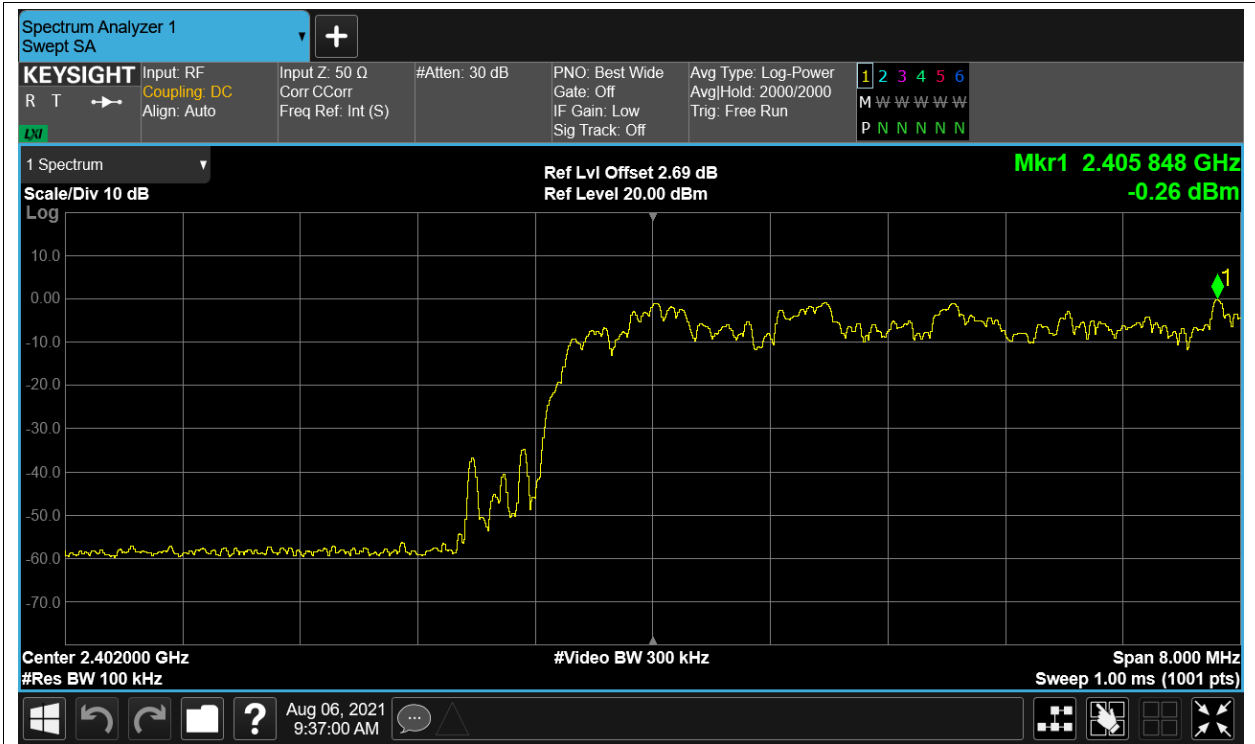 Spectrum Analyzer 1
Swept SA
KEYSIGHT
R T
LXI
Input: RF
Coupling: DC
Align: Auto
Input Z: 50 Ω
Corr CCorr
Freq Ref: Int (S)
#Atten: 30 dB
PNO: Best Wide
Gate: Off
IF Gain: Low
Sig Track: Off
Avg Type: Log-Power
Avg|Hold: 2000/2000
Trig: Free Run
1 2 3 4 5 6
M W W W W W
P N N N N N
1 Spectrum
Scale/Div 10 dB
Log
Ref Lvl Offset 2.69 dB
Ref Level 20.00 dBm
Mkr1 2.405 848 GHz
-0.26 dBm
10.0
0.00
-10.0
-20.0
-30.0
-40.0
-50.0
-60.0
-70.0
1
Center 2.402000 GHz
#Res BW 100 kHz
#Video BW 300 kHz
Span 8.000 MHz
Sweep 1.00 ms (1001 pts)
?
Aug 06, 2021
9:37:00 AM